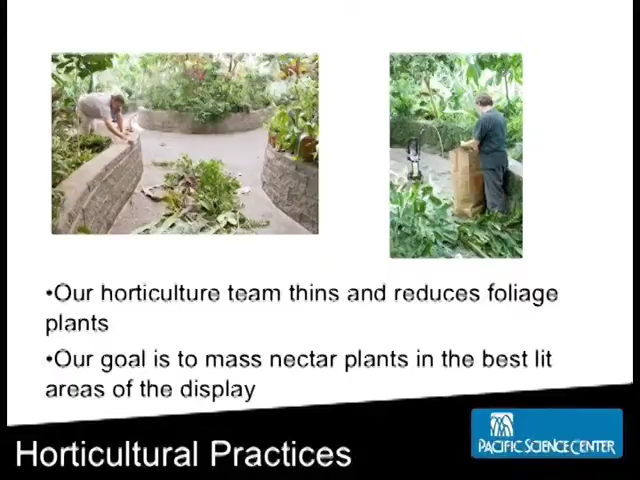 •Our horticulture team thins and reduces foliage
plants
•Our goal is to mass nectar plants in the best lit
areas of the display
Horticultural Practices
PACIFIC SCIENCE CENTER